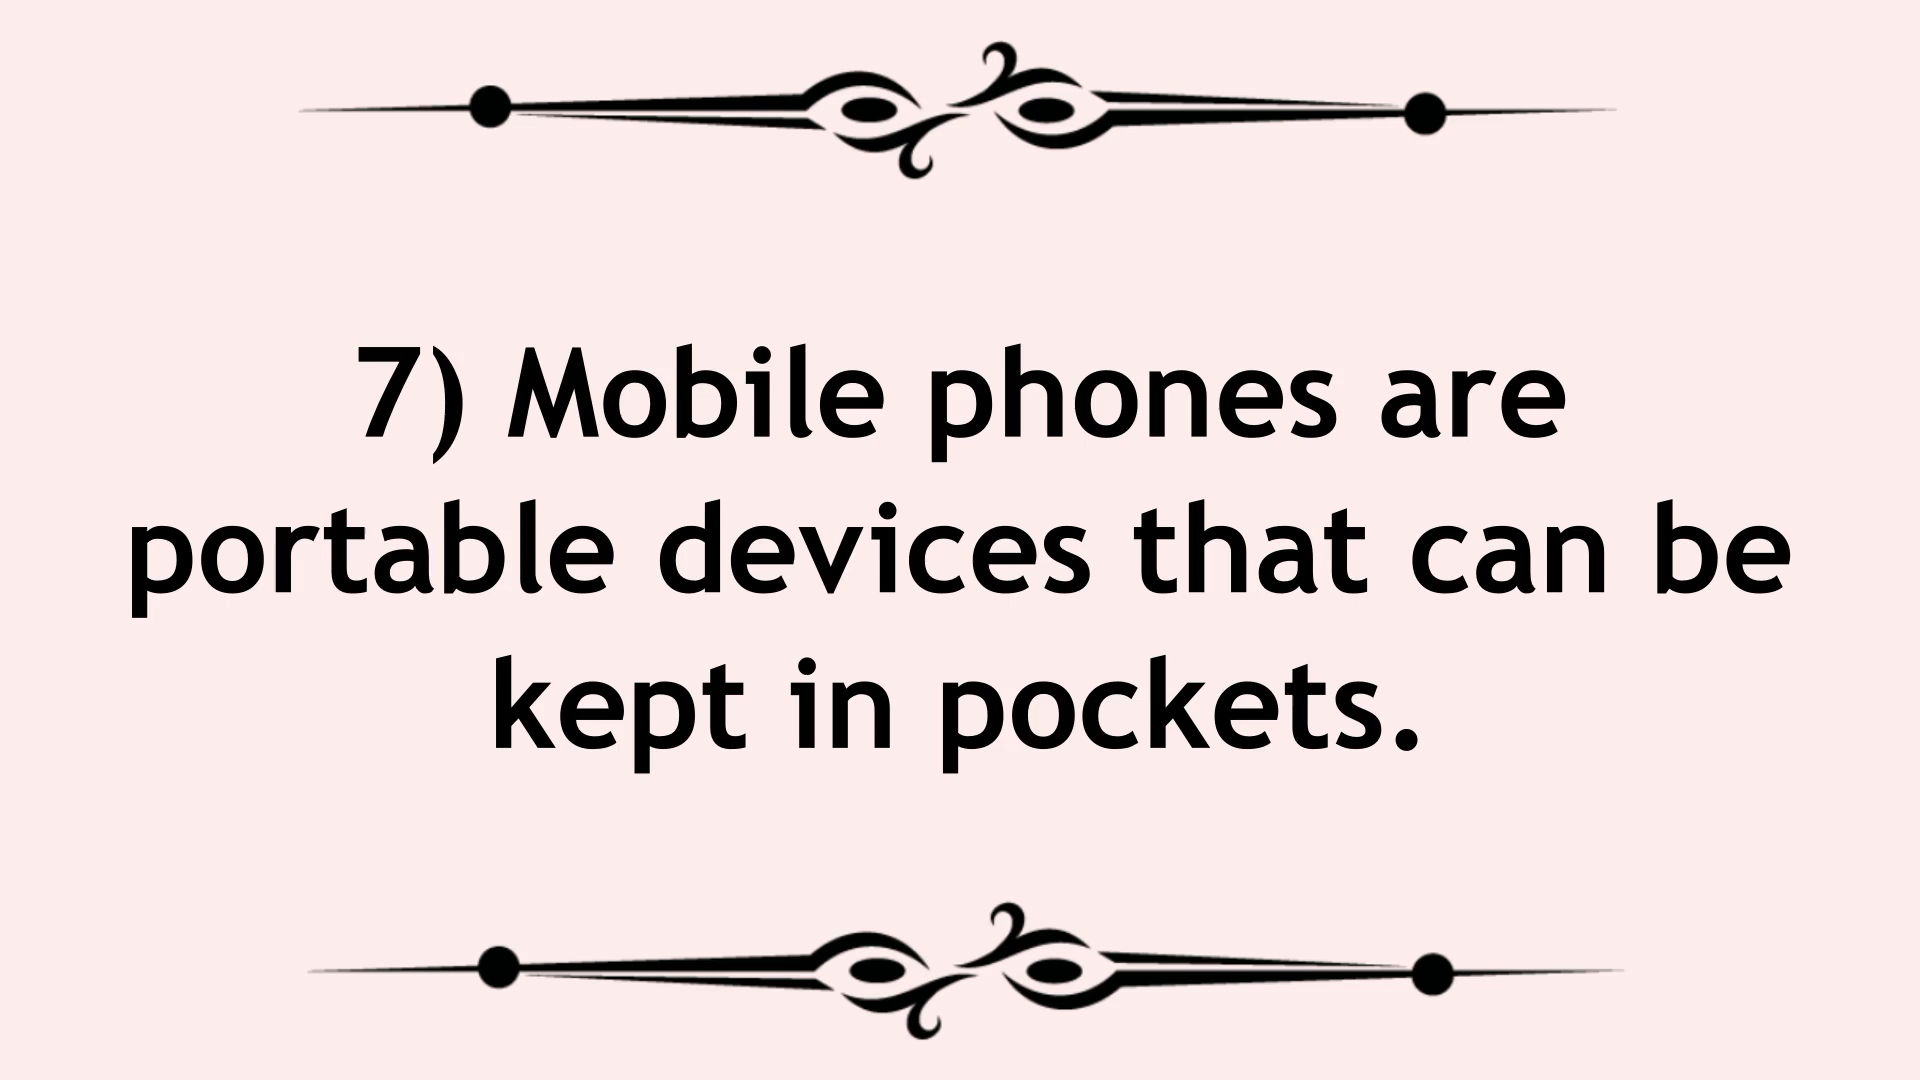 7) Mobile phones are
portable devices that can be
kept in pockets.